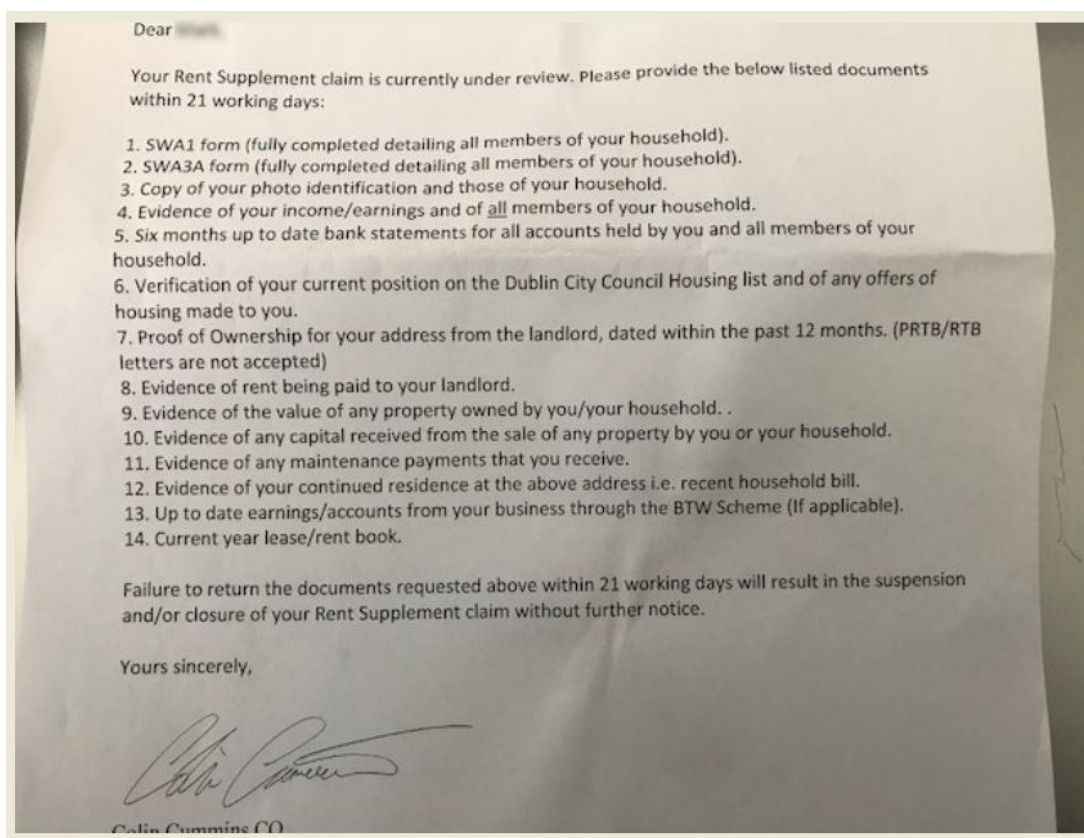 Dear
Your Rent Supplement claim is currently under review. Please provide the below listed documents
within 21 working days:
1. SWA1 form (fully completed detailing all members of your household).
2. SWA3A form (fully completed detailing all members of your household).
3. Copy of your photo identification and those of your household.
4. Evidence of your income/earnings and of all members of your household.
5. Six months up to date bank statements for all accounts held by you and all members of your
household.
6. Verification of your current position on the Dublin City Council Housing list and of any offers of
housing made to you.
7. Proof of Ownership for your address from the landlord, dated within the past 12 months. (PRTB/RTB
letters are not accepted)
8. Evidence of rent being paid to your landlord.
9. Evidence of the value of any property owned by you/your household. .
10. Evidence of any capital received from the sale of any property by you or your household.
11. Evidence of any maintenance payments that you receive.
12. Evidence of your continued residence at the above address i.e. recent household bill.
13. Up to date earnings/accounts from your business through the BTW Scheme (If applicable).
14. Current year lease/rent book.
Failure to return the documents requested above within 21 working days will result in the suspension
and/or closure of your Rent Supplement claim without further notice.
Yours sincerely,
Colin Cummins CO